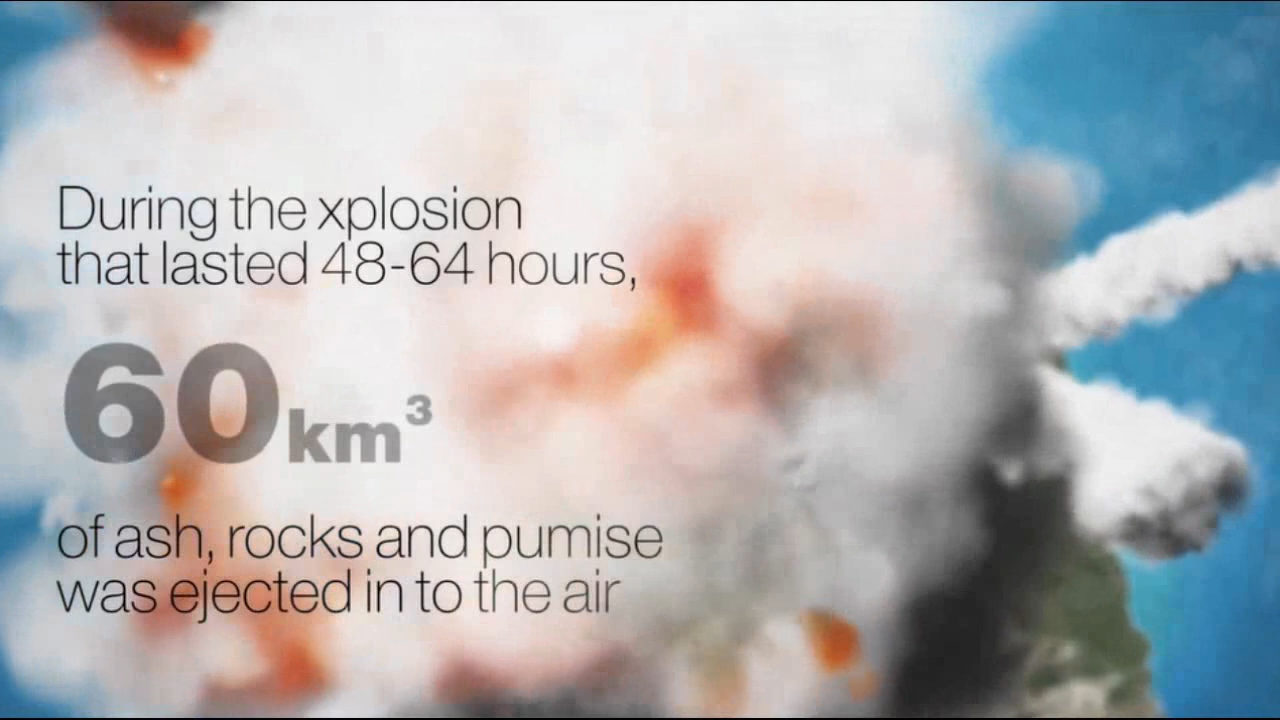 During the xplosion
that lasted 48-64 hours,
60km³
of ash, rocks and pumise
was ejected in to the air